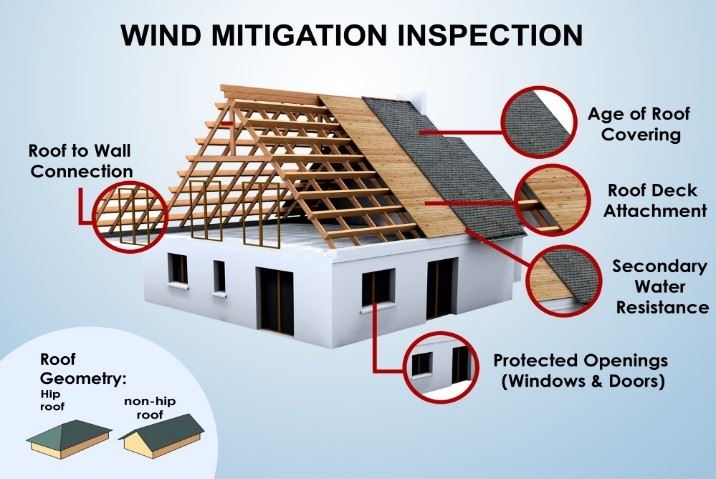 WIND MITIGATION INSPECTION
Roof to Wall
Connection
Age of Roof
Covering
Roof Deck
Attachment
Secondary
Water
Resistance
Protected Openings
(Windows & Doors)
Roof
Geometry:
Hip
roof
non-hip
roof